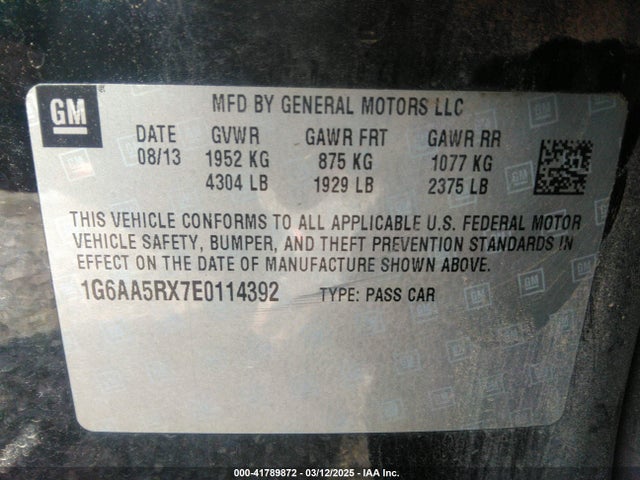 GM
MFD BY GENERAL MOTORS LLC
DATE GVWR GAWR FRT GAWR RR
08/13 1952 KG 875 KG 1077 KG
4304 LB 1929 LB 2375 LB
THIS VEHICLE CONFORMS TO ALL APPLICABLE U.S. FEDERAL MOTOR
VEHICLE SAFETY, BUMPER, AND THEFT PREVENTION STANDARDS IN
EFFECT ON THE DATE OF MANUFACTURE SHOWN ABOVE.
1G6AA5RX7E0114392 TYPE: PASS CAR
000-41789872 - 03/12/2025 - IAA Inc.